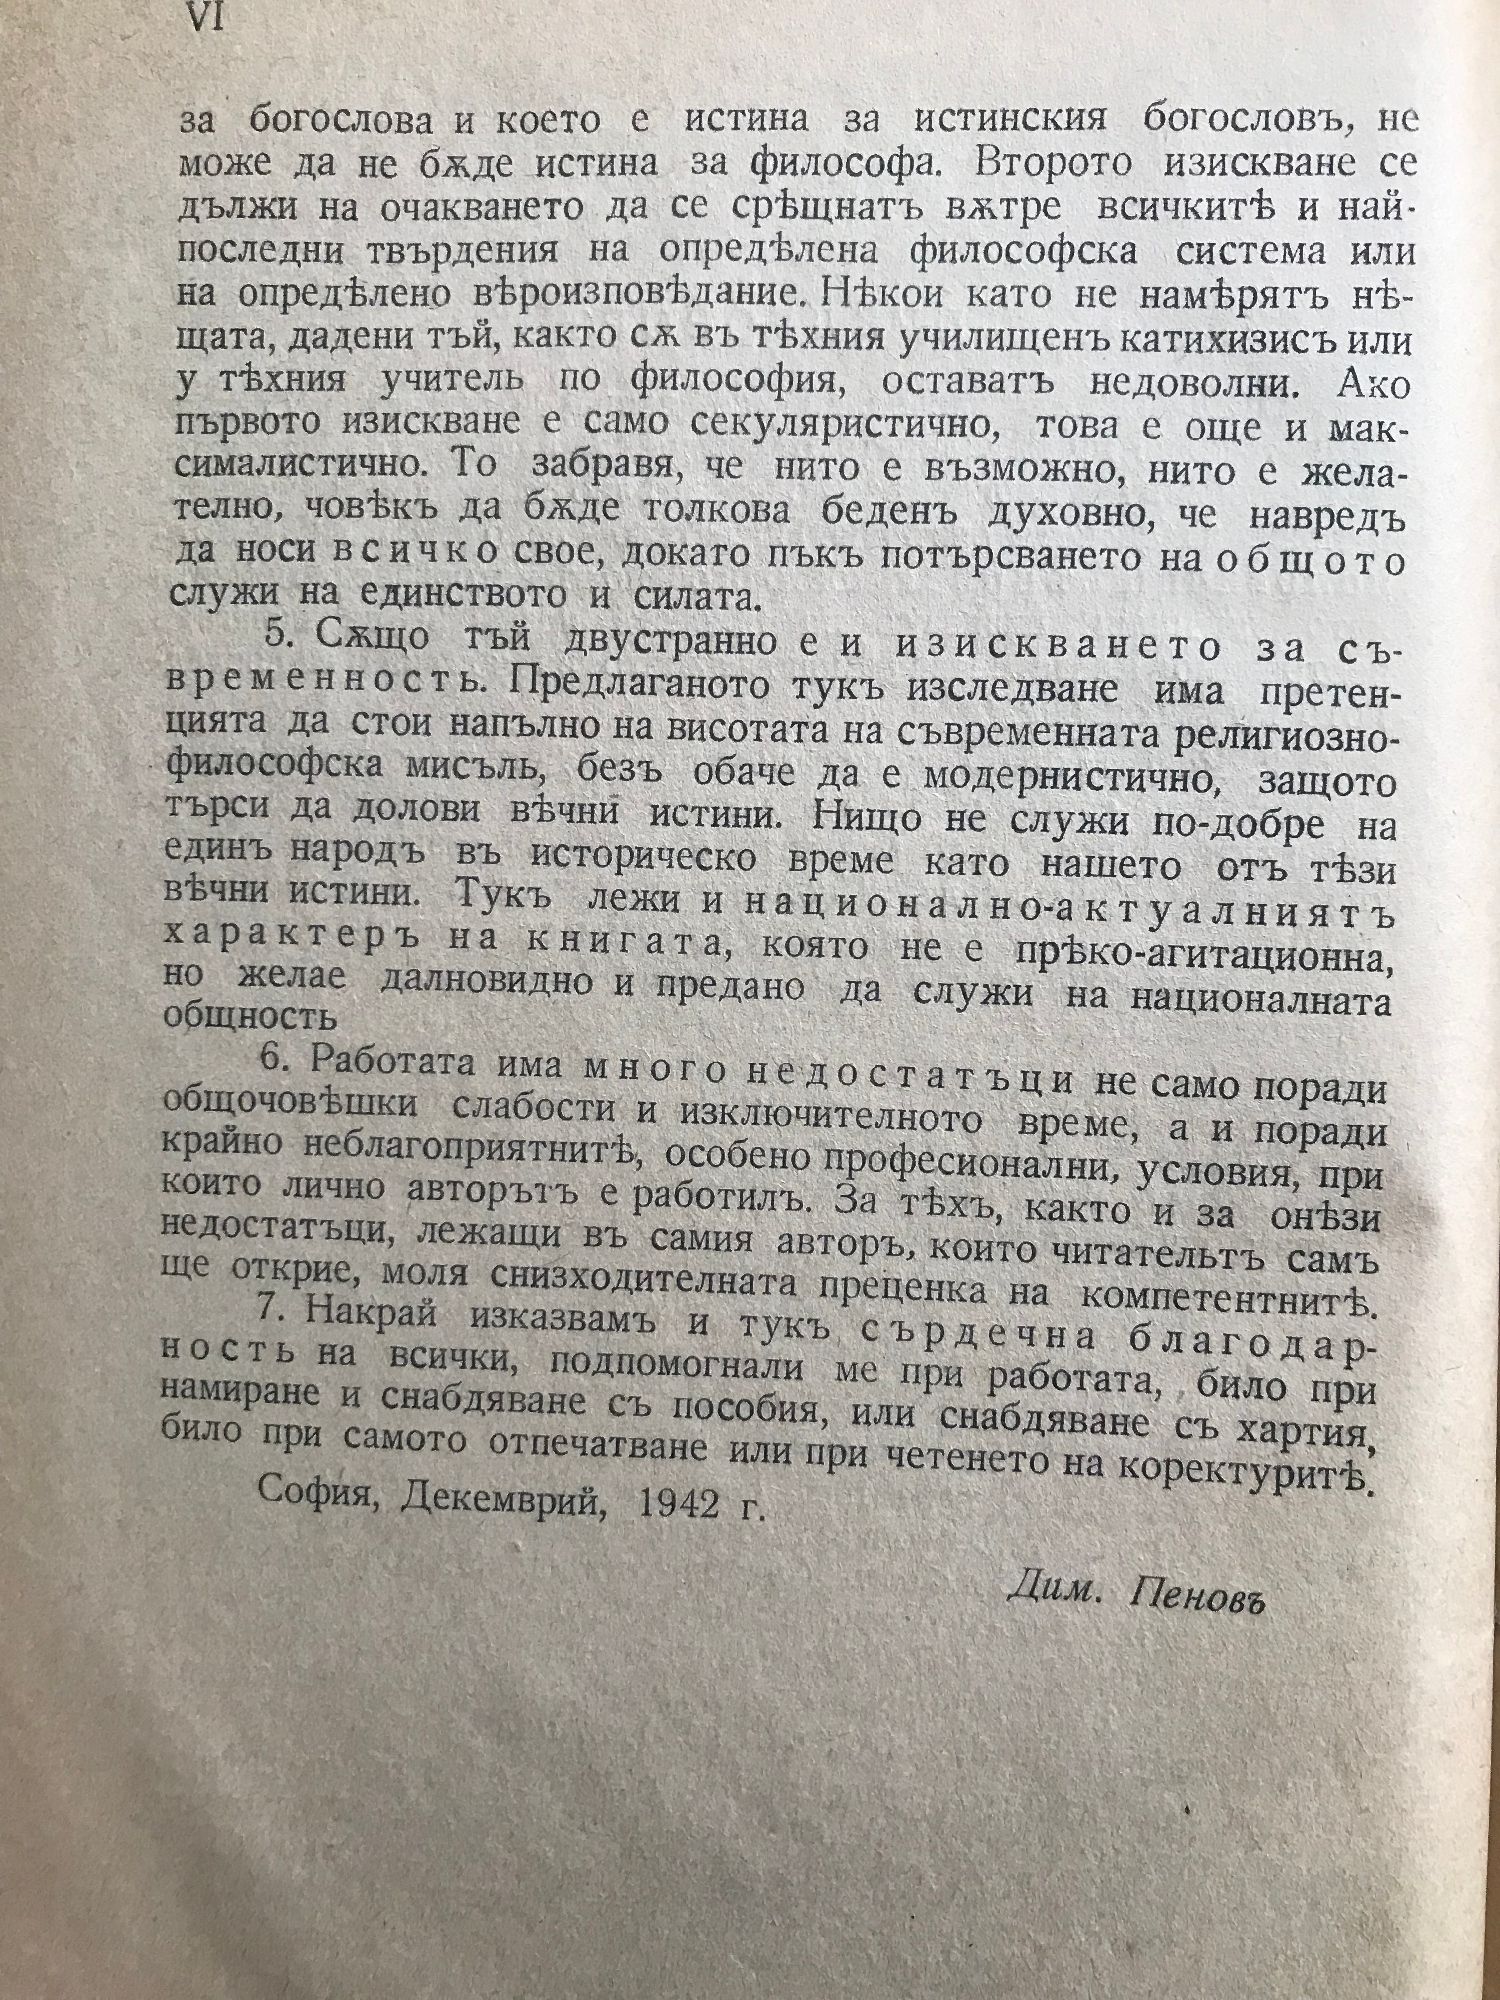 VI
за богослова и което е истина за истинския богословъ, не
може да не бѫде истина за философа. Второто изискване се
дължи на очакването да се срѣщнатъ вѫтре всичкитѣ и най-
последни твърдения на опредѣлена философска система или
на опредѣлено вѣроизповѣдание. Нѣкои като не намѣрятъ нѣ-
щата, дадени тъй, както сѫ въ тѣхния училищенъ катихизисъ или
у тѣхния учитель по философия, оставатъ недоволни. Ако
първото изискване е само секуляристично, това е още и мак-
сималистично. То забравя, че нито е възможно, нито е жела-
телно, човѣкъ да бѫде толкова беденъ духовно, че навредъ
да носи всичко свое, докато пъкъ потърсването на общото
служи на единството и силата.
5. Сѫщо тъй двустранно е и изискването за съ-
временность. Предлаганото тукъ изследване има претен-
цията да стои напълно на висотата на съвременната религиозно-
философска мисъль, безъ обаче да е модернистично, защото
търси да долови вѣчни истини. Нищо не служи по-добре на
единъ народъ въ историческо време като нашето отъ тѣзи
вѣчни истини. Тукъ лежи и национално-актуалниятъ
характеръ на книгата, която не е прѣко-агитационна,
но желае далновидно и предано да служи на националната
общность
6. Работата има много недостатъци не само поради
общочовѣшки слабости и изключителното време, а и поради
крайно неблагоприятнитѣ, особено професионални, условия, при
които лично авторътъ е работилъ. За тѣхъ, както и за онѣзи
недостатъци, лежащи въ самия авторъ, които читательтъ самъ
ще открие, моля снизходителната преценка на компетентнитѣ.
7. Накрай изказвамъ и тукъ сърдечна благодар-
ность на всички, подпомогнали ме при работата, било при
намиране и снабдяване съ пособия, или снабдяване съ хартия,
било при самото отпечатване или при четенето на коректуритѣ.
София, Декемврий, 1942 г.
Дим. Пеновъ